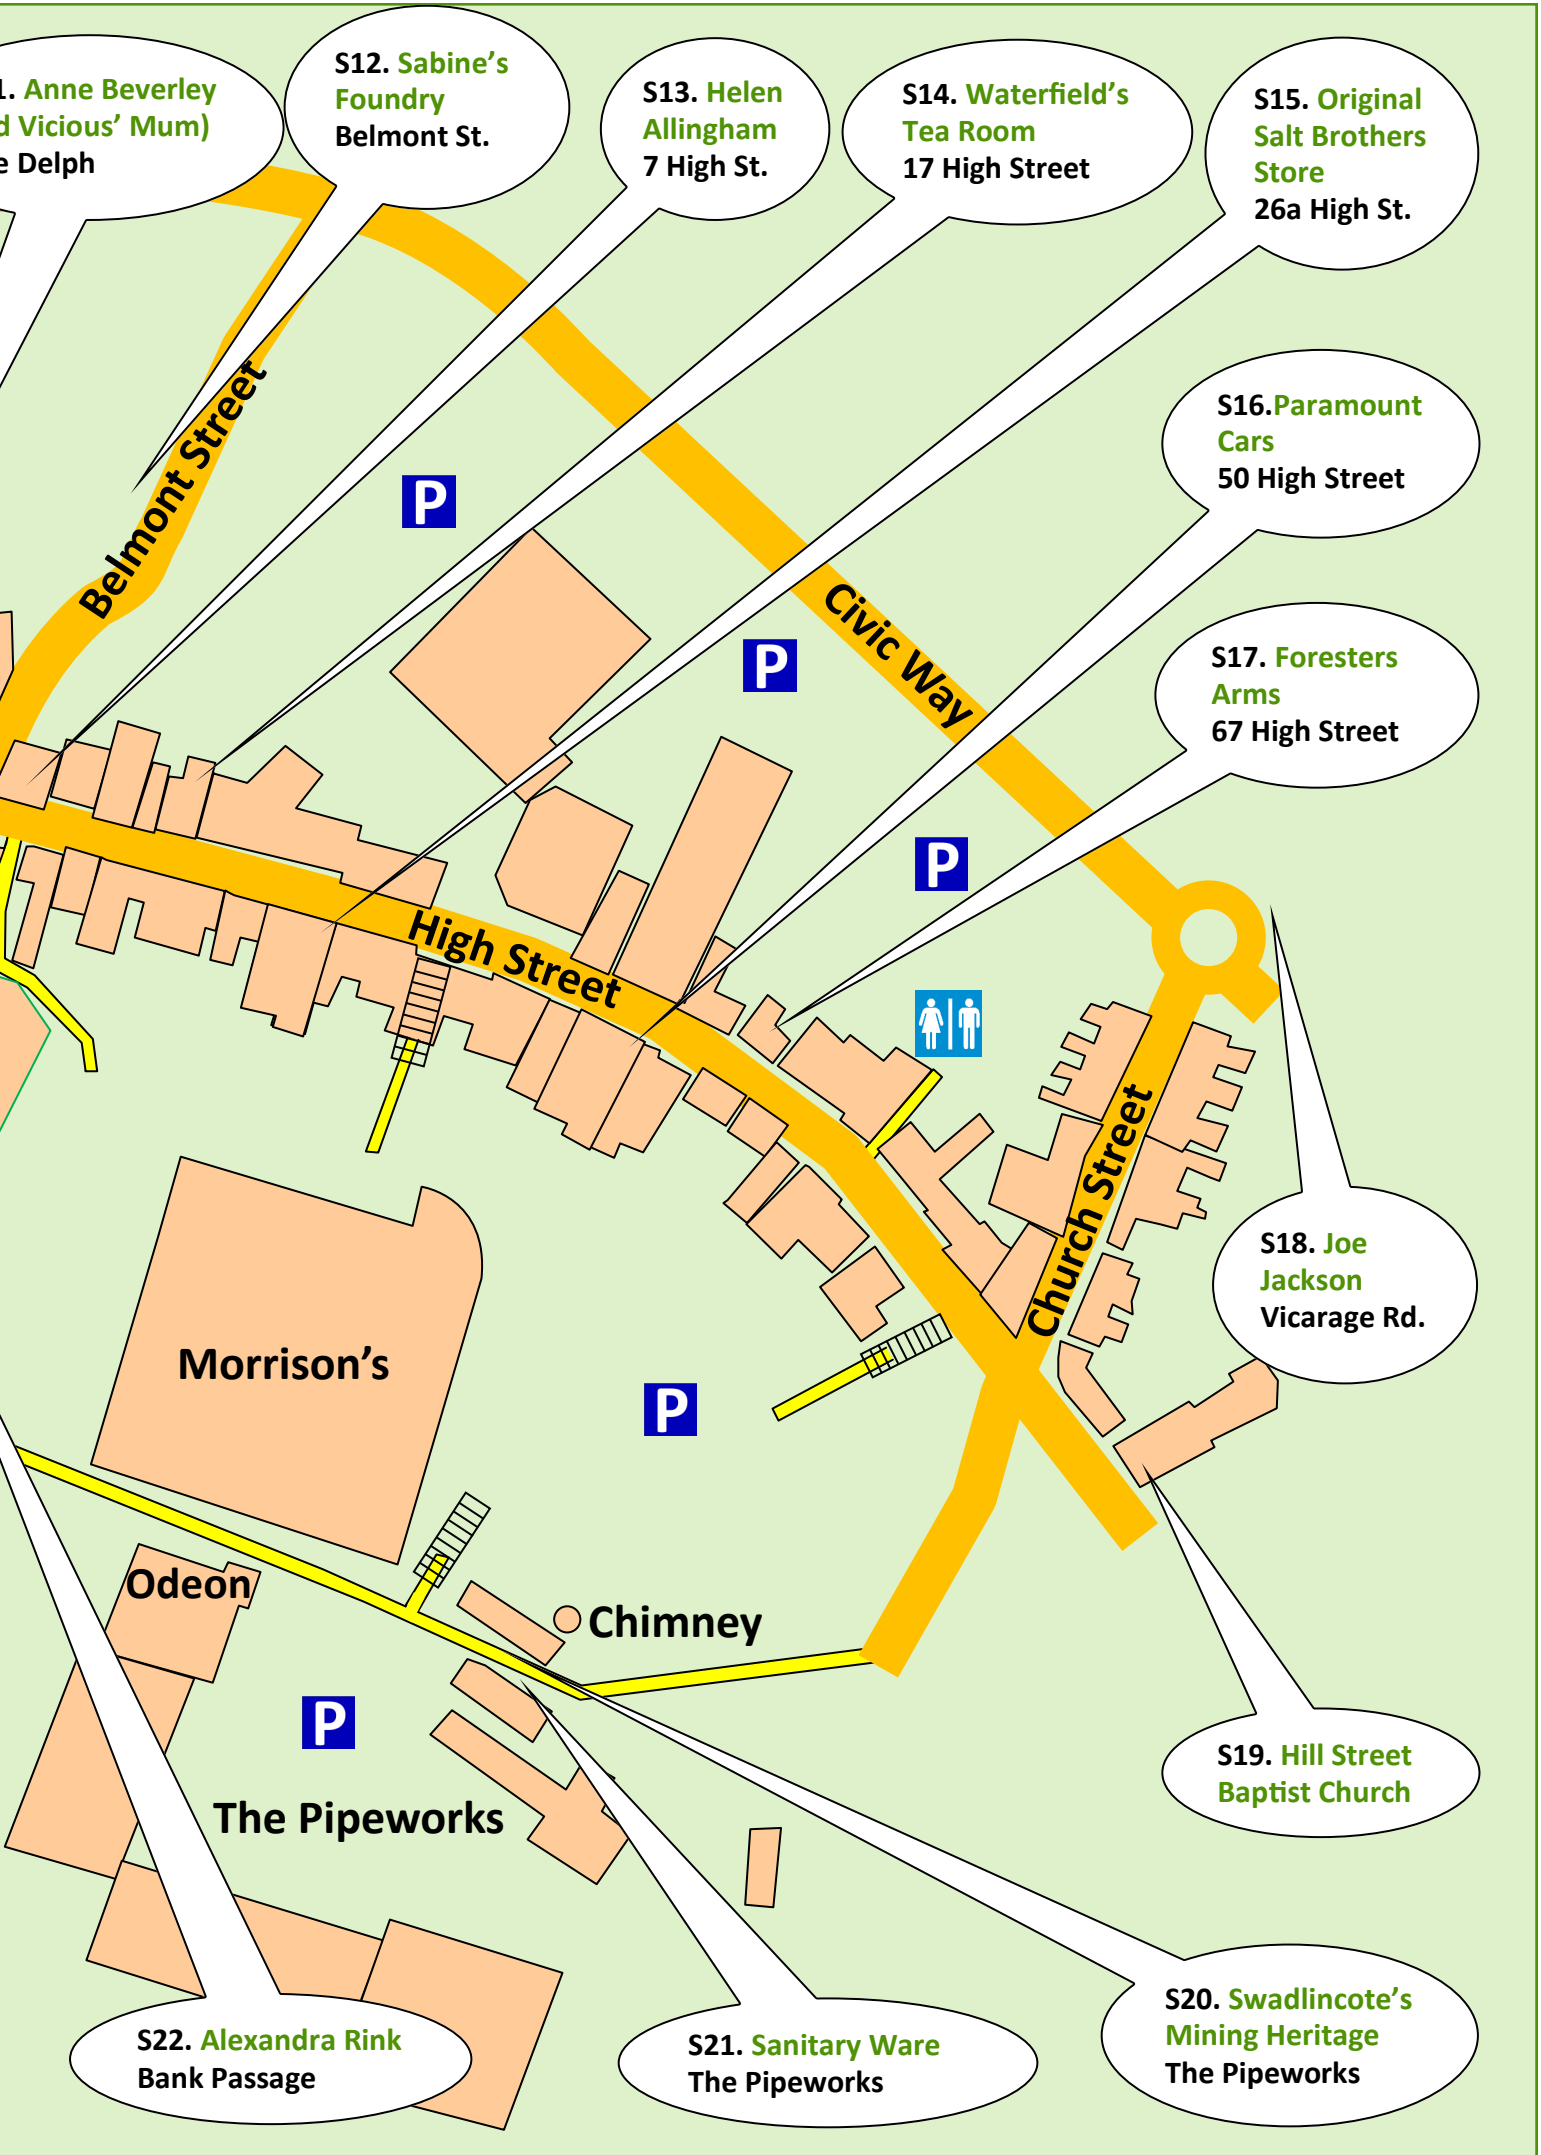 1. Anne Beverley
d Vicious’ Mum)
e Delph
S12. Sabine’s
Foundry
Belmont St.
S13. Helen
Allingham
7 High St.
S14. Waterfield’s
Tea Room
17 High Street
S15. Original
Salt Brothers
Store
26a High St.
S16.Paramount
Cars
50 High Street
Belmont Street
P
Civic Way
P
S17. Foresters
Arms
67 High Street
P
High Street
Church Street
S18. Joe
Jackson
Vicarage Rd.
Morrison’s
P
Odeon
Chimney
P
The Pipeworks
S19. Hill Street
Baptist Church
S22. Alexandra Rink
Bank Passage
S21. Sanitary Ware
The Pipeworks
S20. Swadlincote’s
Mining Heritage
The Pipeworks